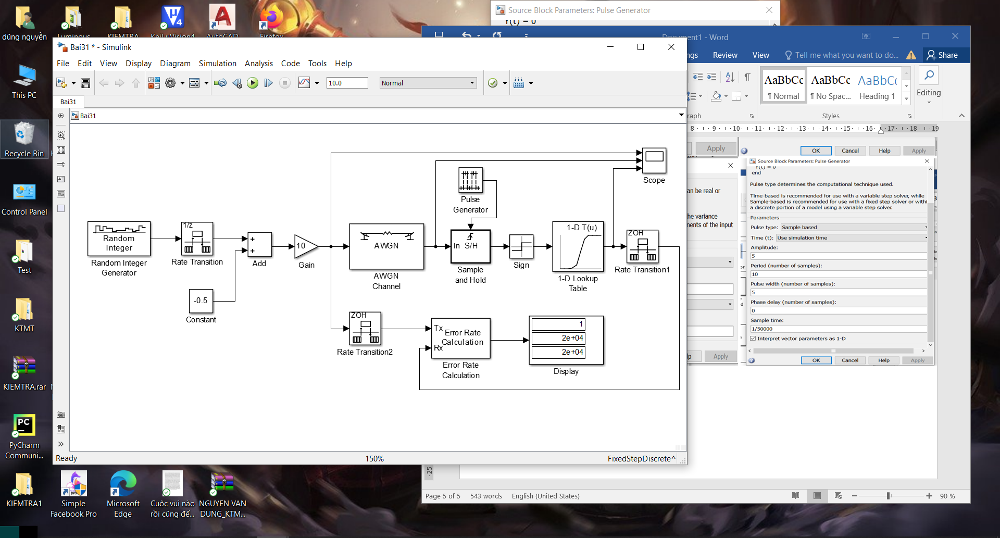 dũng nguyễn
Luminous
KIEMTRA
KeiLuVision4
AutoCAD
Firefox
This PC
Recycle Bin
Control Panel
Test
KTMT
KIEMTRA.rar
PyCharm
Communi...
KIEMTRA1
Simple
Facebook Pro
Microsoft
Edge
Cuộc vui nào
rồi cũng đế...
NGUYEN VAN
DUNG_KTM...
Source Block Parameters: Pulse Generator
Y(t) = 0
Document1 - Word
ngs
Review
View
Tell me what you want to do...
Share
AaBbCc
¶ Normal
AaBbCc
¶ No Spac...
AaBbCc
Heading 1
Editing
raph
Styles
8 9 10 11 12 13 14 15 16 17 18 19
Bai31 * - Simulink
File Edit View Display Diagram Simulation Analysis Code Tools Help
10.0
Normal
Bai31
Bai31
Random
Integer
Random Integer
Generator
1/z
Rate Transition
+
+
Add
-0.5
Constant
10
Gain
AWGN
AWGN
Channel
Pulse
Generator
In S/H
Sample
and Hold
Sign
1-D T(u)
1-D Lookup
Table
ZOH
Rate Transition1
Scope
ZOH
Rate Transition2
Tx
Rx
Error Rate
Calculation
Error Rate
Calculation
1
2e+04
2e+04
Display
Ready
150%
FixedStepDiscrete^
Apply
OK Cancel Help Apply
an be real or
he variance
nents of the input
lp
Apply
Source Block Parameters: Pulse Generator
Y(t) = 0
end
Pulse type determines the computational technique used.
Time-based is recommended for use with a variable step solver, while
Sample-based is recommended for use with a fixed step solver or withi
a discrete portion of a model using a variable step solver.
Parameters
Pulse type: Sample based
Time (t): Use simulation time
Amplitude:
5
Period (number of samples):
10
Pulse width (number of samples):
5
Phase delay (number of samples):
0
Sample time:
1/50000
Interpret vector parameters as 1-D
OK Cancel Help Apply
25
Page 5 of 5
543 words
English (United States)
90 %